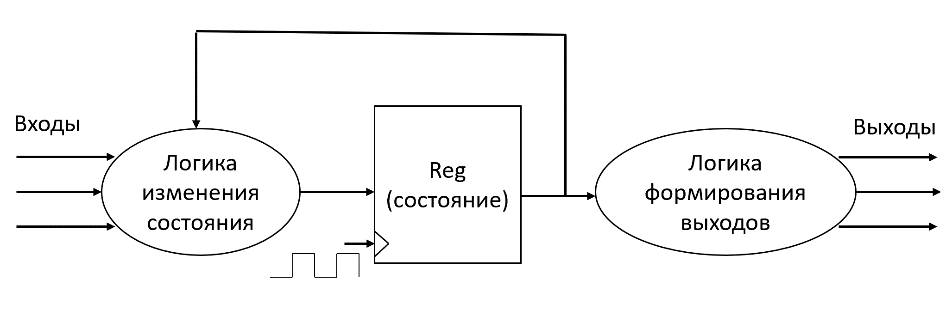 Входы
Логика
изменения
состояния
Reg
(состояние)
Логика
формирования
выходов
Выходы